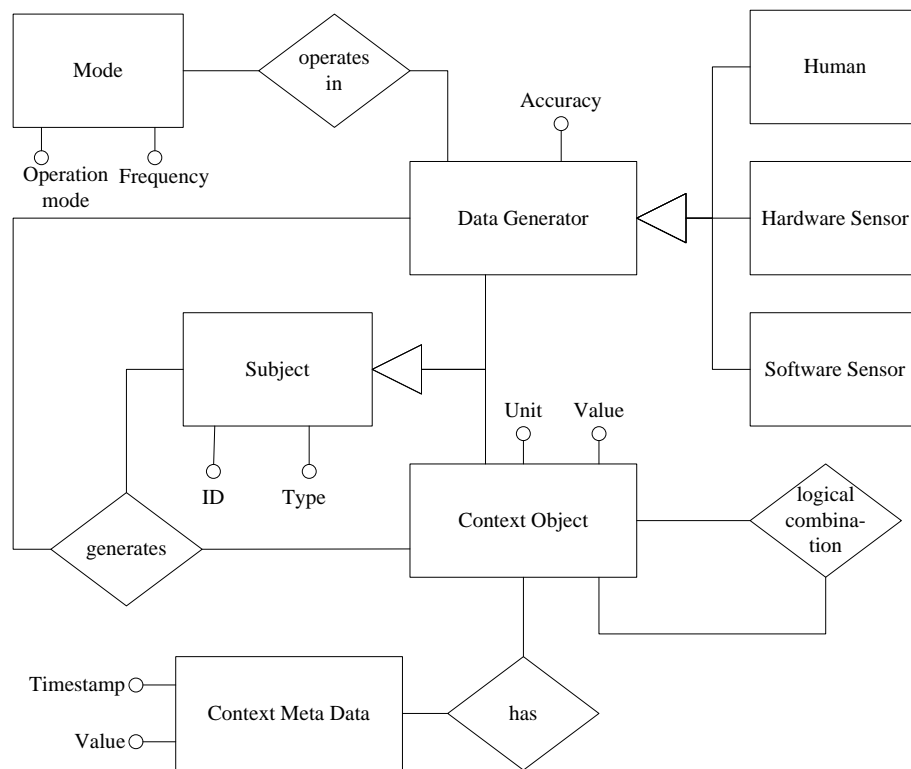 Mode
operates
in
Human
Accuracy
Operation
mode
Frequency
Data Generator
Hardware Sensor
Subject
Software Sensor
Unit
Value
ID
Type
Context Object
logical
combina-
tion
generates
Timestamp
Context Meta Data
has
Value